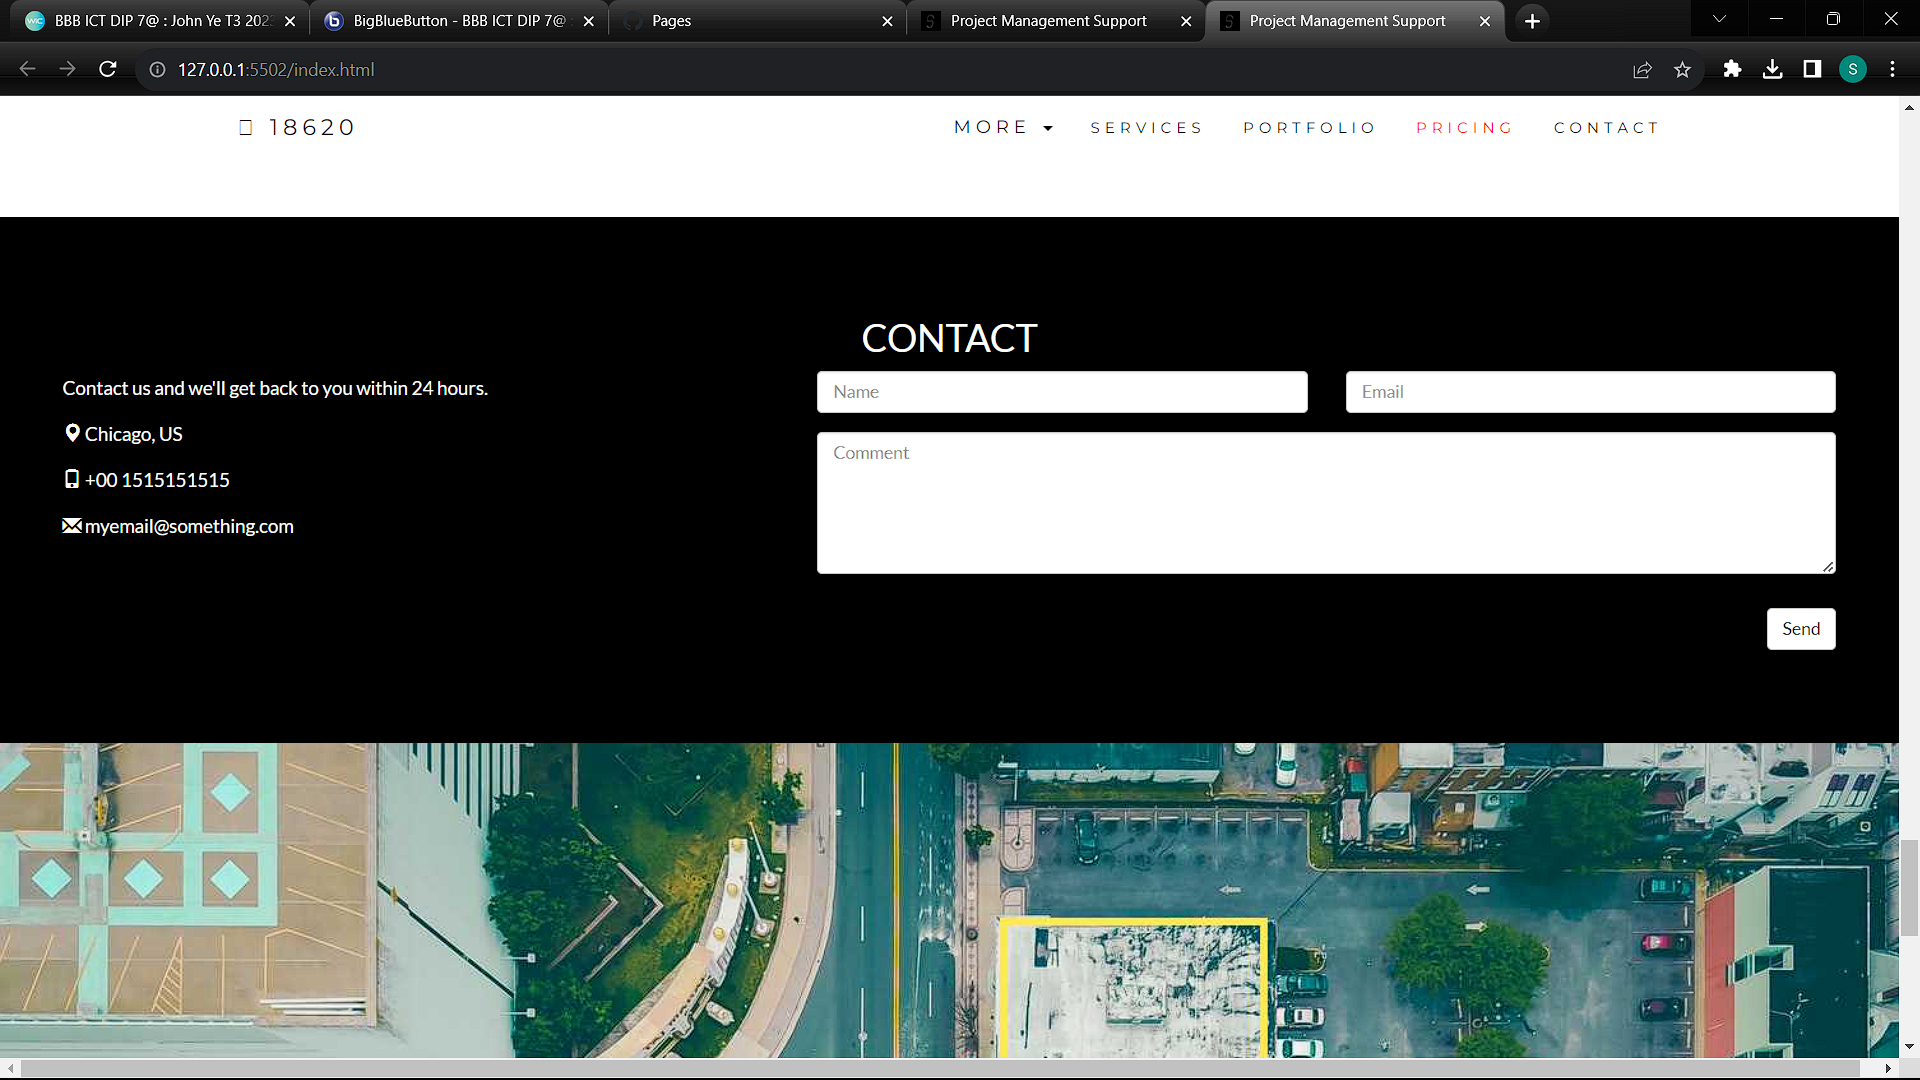 BBB ICT DIP 7@ : John Ye T3 202
BigBlueButton - BBB ICT DIP 7@
Pages
Project Management Support
Project Management Support
127.0.0.1:5502/index.html
S
18620
MORE
SERVICES
PORTFOLIO
PRICING
CONTACT
CONTACT
Contact us and we'll get back to you within 24 hours.
Chicago, US
+00 1515151515
myemail@something.com
Name
Email
Comment
Send